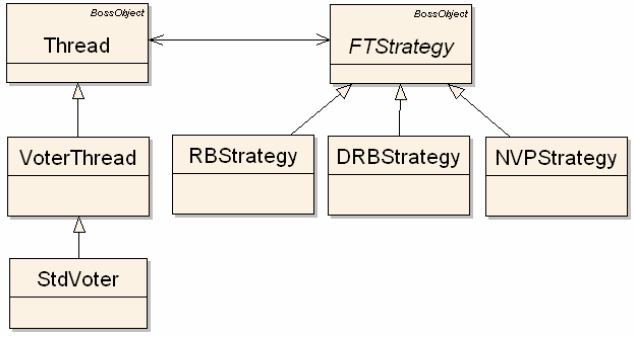 BossObject
Thread
BossObject
FTStrategy
VoterThread
RBStrategy
DRBStrategy
NVPStrategy
StdVoter